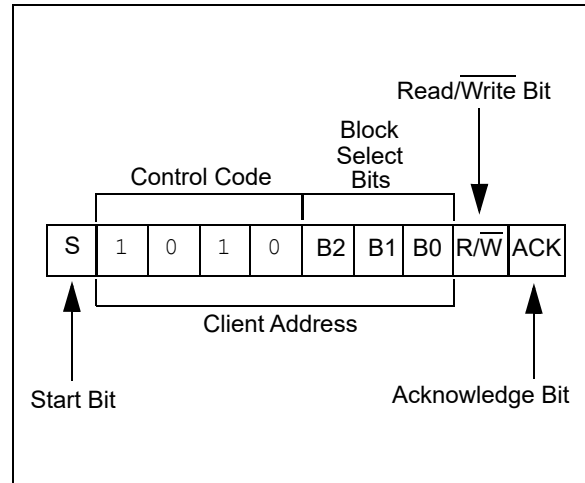 Read/Write Bit
Block
Select
Bits
Control Code
S 1 0 1 0 B2 B1 B0 R/W ACK
Client Address
Start Bit
Acknowledge Bit